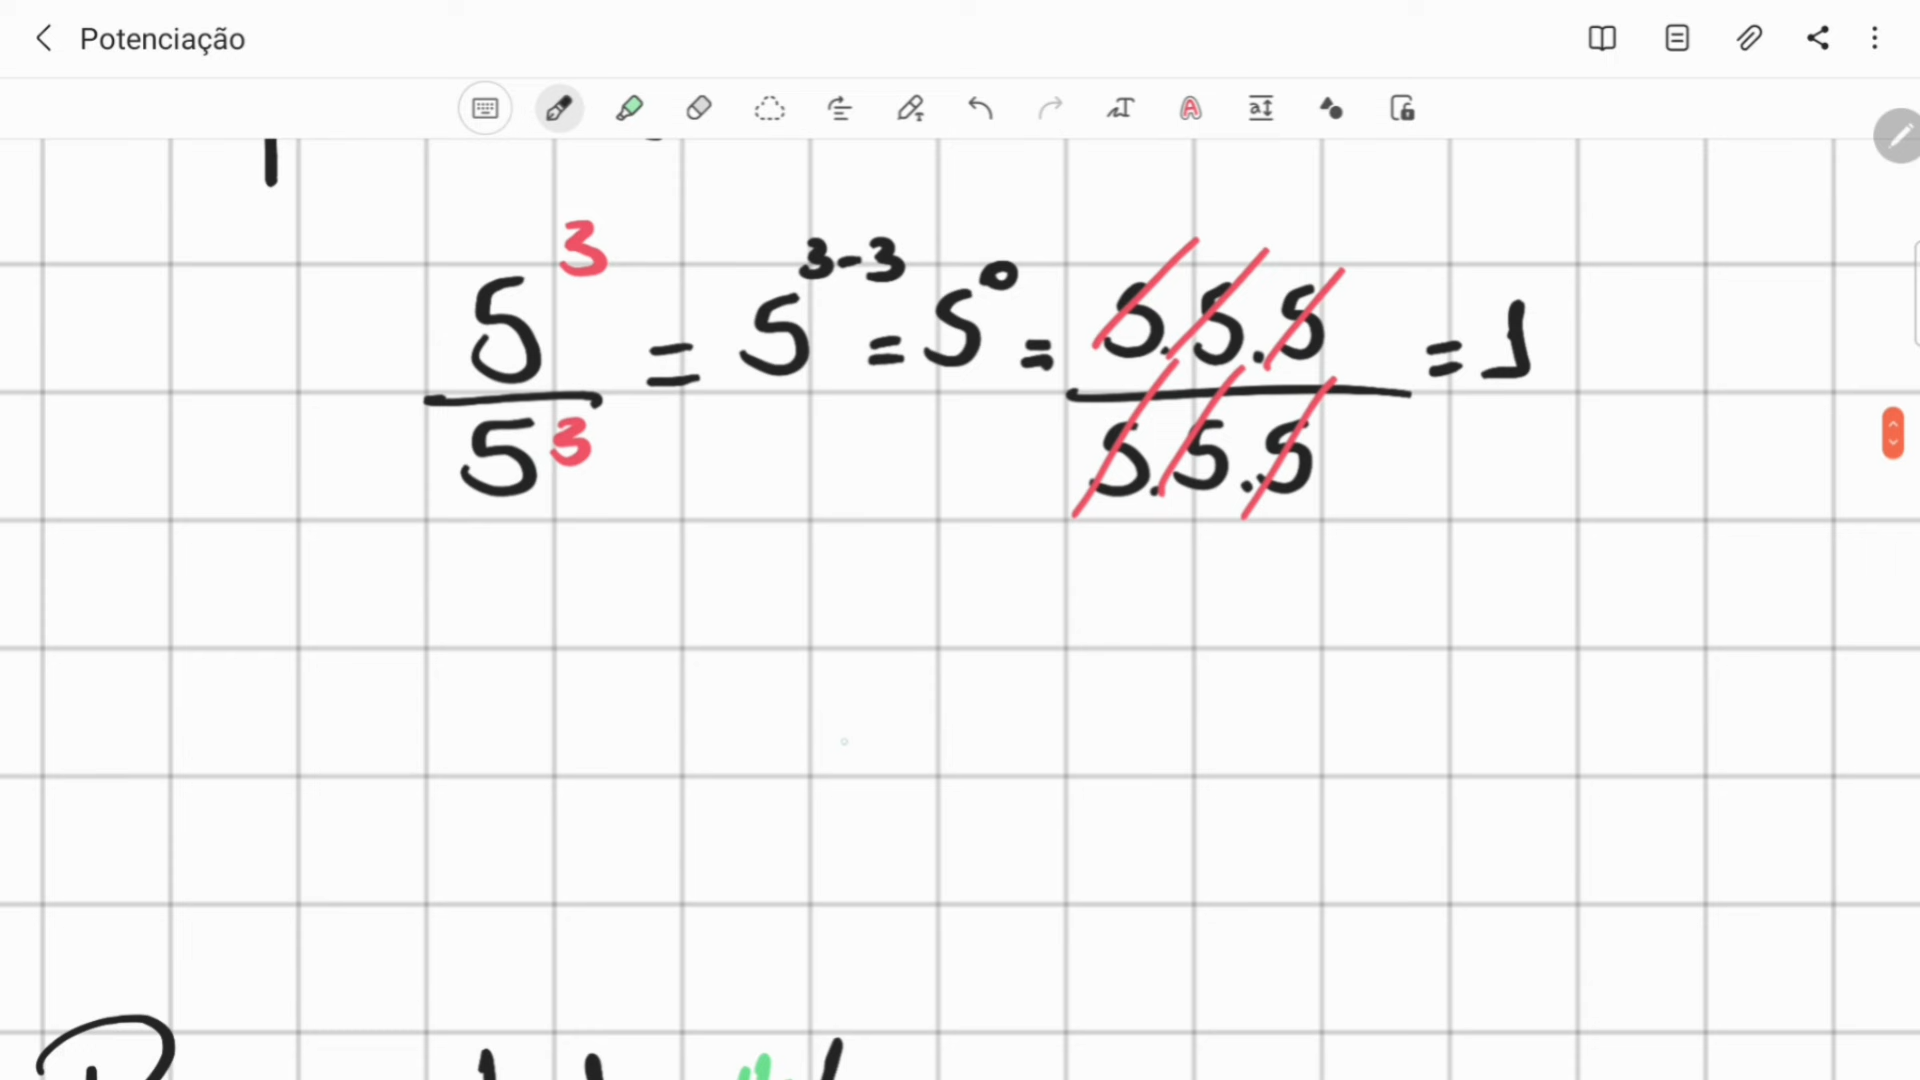 Potenciação
5³/5³ = 5³⁻³ = 5⁰ = 5.5.5/5.5.5 = 1